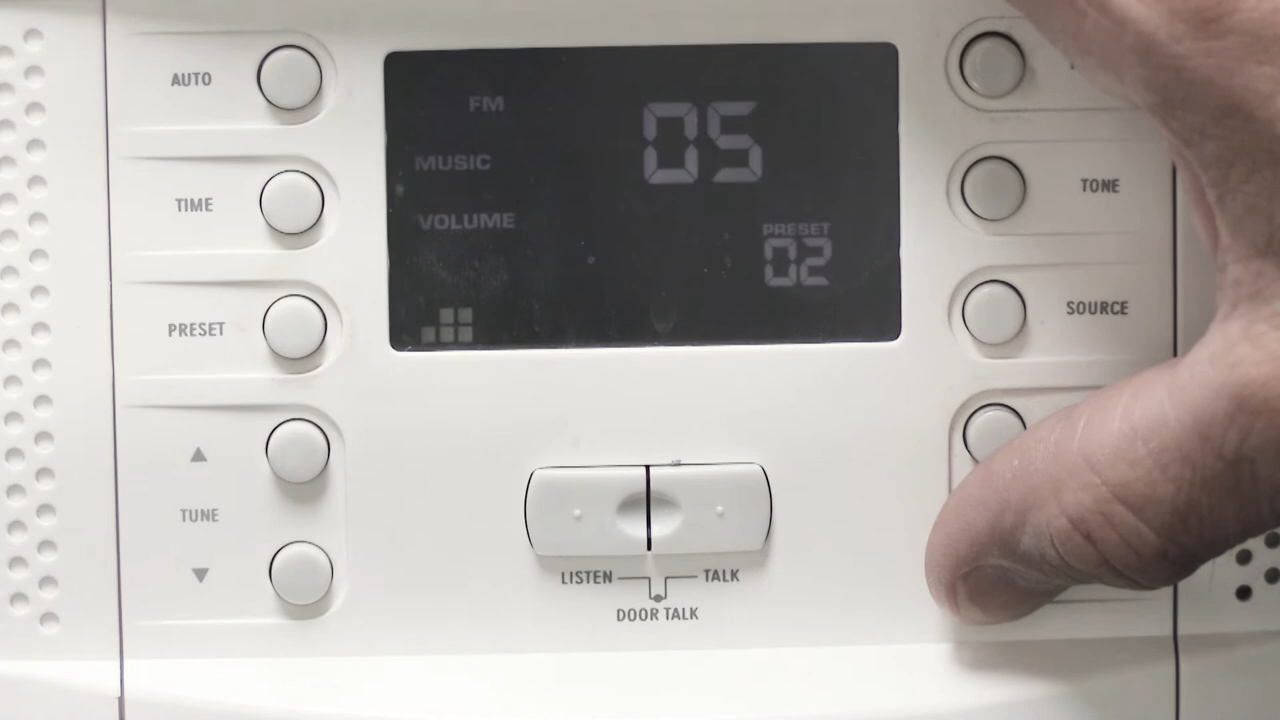 AUTO
TIME
PRESET
▲
TUNE
▼
FM
05
MUSIC
VOLUME
PRESET
02
TONE
SOURCE
LISTEN TALK
DOOR TALK